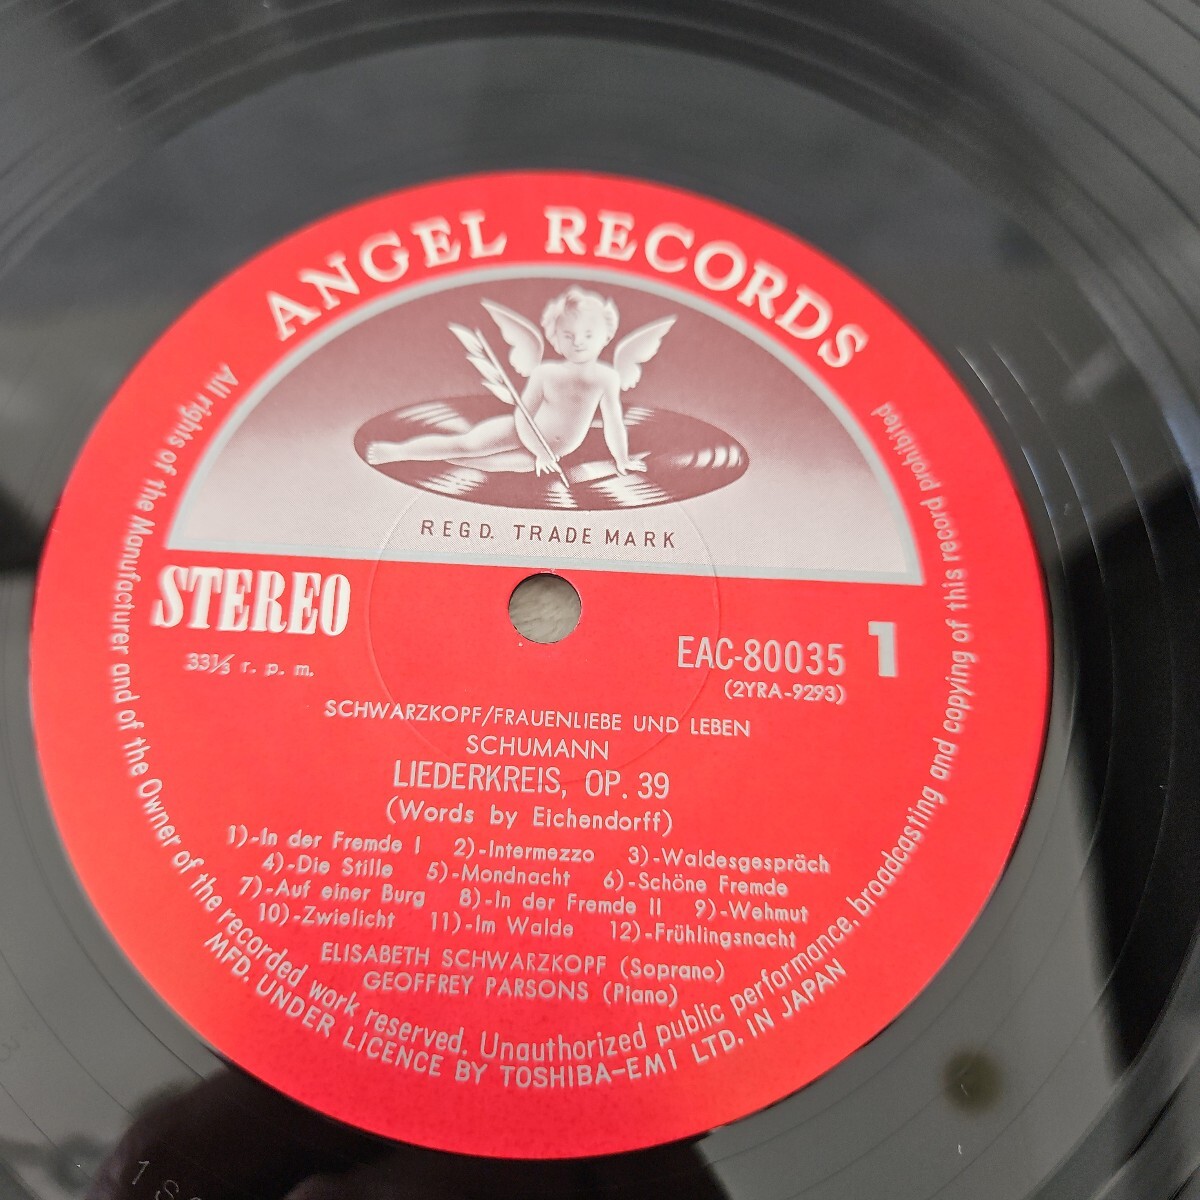 ANGEL RECORDS
REGD. TRADE MARK
STEREO
33⅓ r. p. m.
EAC-80035 1
(2YRA-9293)
SCHWARZKOPF/FRAUENLIEBE UND LEBEN
SCHUMANN
LIEDERKREIS, OP. 39
(Words by Eichendorff)
1)-In der Fremde I 2)-Intermezzo 3)-Waldesgespräch
4)-Die Stille 5)-Mondnacht 6)-Schöne Fremde
7)-Auf einer Burg 8)-In der Fremde II 9)-Wehmut
10)-Zwielicht 11)-Im Walde 12)-Frühlingsnacht
ELISABETH SCHWARZKOPF (Soprano)
GEOFFREY PARSONS (Piano)
All rights of the Manufacturer and of the Owner of the recorded work reserved. Unauthorized public performance, broadcasting and copying of this record prohibited
MFD. UNDER LICENCE BY TOSHIBA-EMI LTD. IN JAPAN